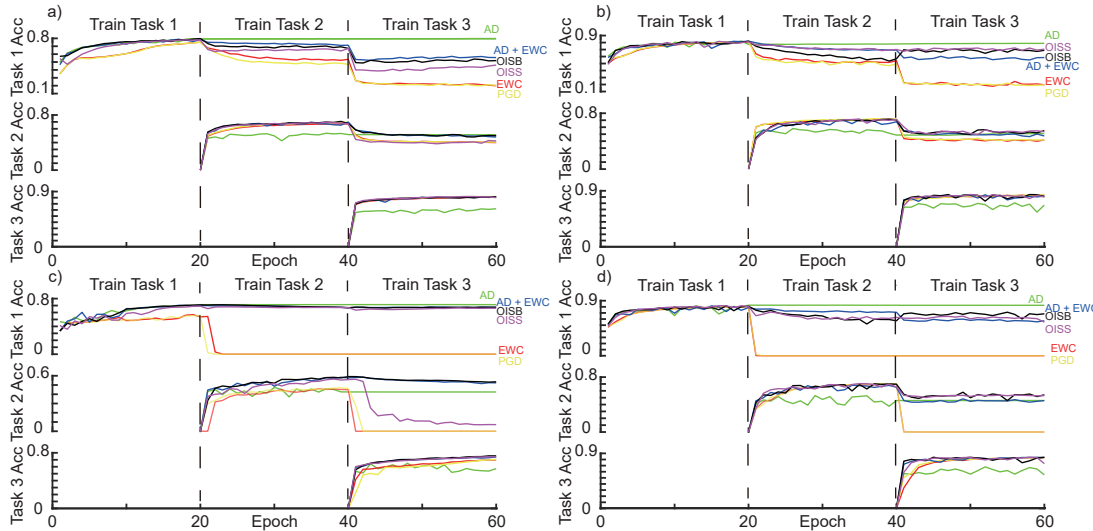 a)
Train Task 1 Train Task 2 Train Task 3
Task 1 Acc
0.8
0.1
AD
AD + EWC
OISB
OISS
EWC
PGD
Task 2 Acc
0.8
0
Task 3 Acc
0.9
0
0 20 Epoch 40 60
b)
Train Task 1 Train Task 2 Train Task 3
Task 1 Acc
0.9
0.1
AD
OISS
OISB
AD + EWC
EWC
PGD
Task 2 Acc
0.8
0
Task 3 Acc
0.9
0
0 20 Epoch 40 60
c)
Train Task 1 Train Task 2 Train Task 3
Task 1 Acc
0.8
0
AD
AD + EWC
OISB
OISS
EWC
PGD
Task 2 Acc
0.6
0
Task 3 Acc
0.8
0
0 20 Epoch 40 60
d)
Train Task 1 Train Task 2 Train Task 3
Task 1 Acc
0.9
0
AD
AD + EWC
OISB
OISS
EWC
PGD
Task 2 Acc
0.9
0
Task 3 Acc
0.8
0
0 20 Epoch 40 60